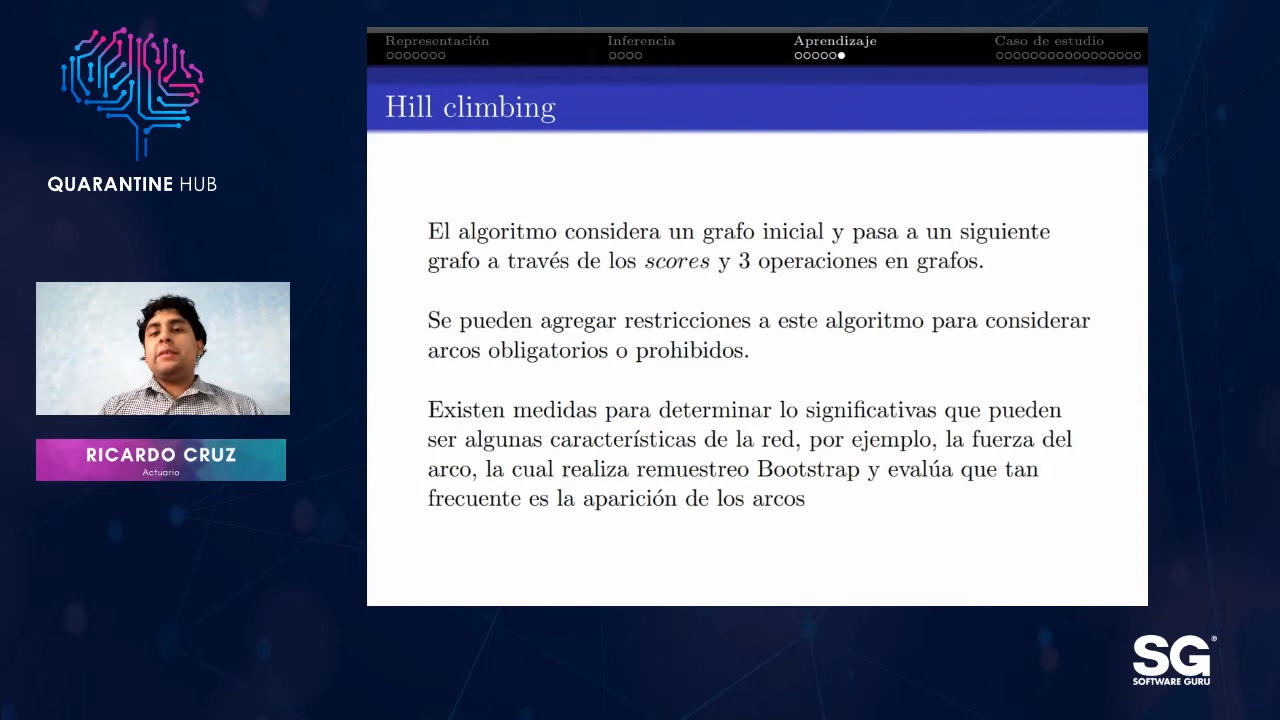 QUARANTINE HUB
RICARDO CRUZ
Actuario
Representación
Inferencia
Aprendizaje
Caso de estudio
Hill climbing
El algoritmo considera un grafo inicial y pasa a un siguiente
grafo a través de los scores y 3 operaciones en grafos.
Se pueden agregar restricciones a este algoritmo para considerar
arcos obligatorios o prohibidos.
Existen medidas para determinar lo significativas que pueden
ser algunas características de la red, por ejemplo, la fuerza del
arco, la cual realiza remuestreo Bootstrap y evalúa que tan
frecuente es la aparición de los arcos
SG®
SOFTWARE GURU